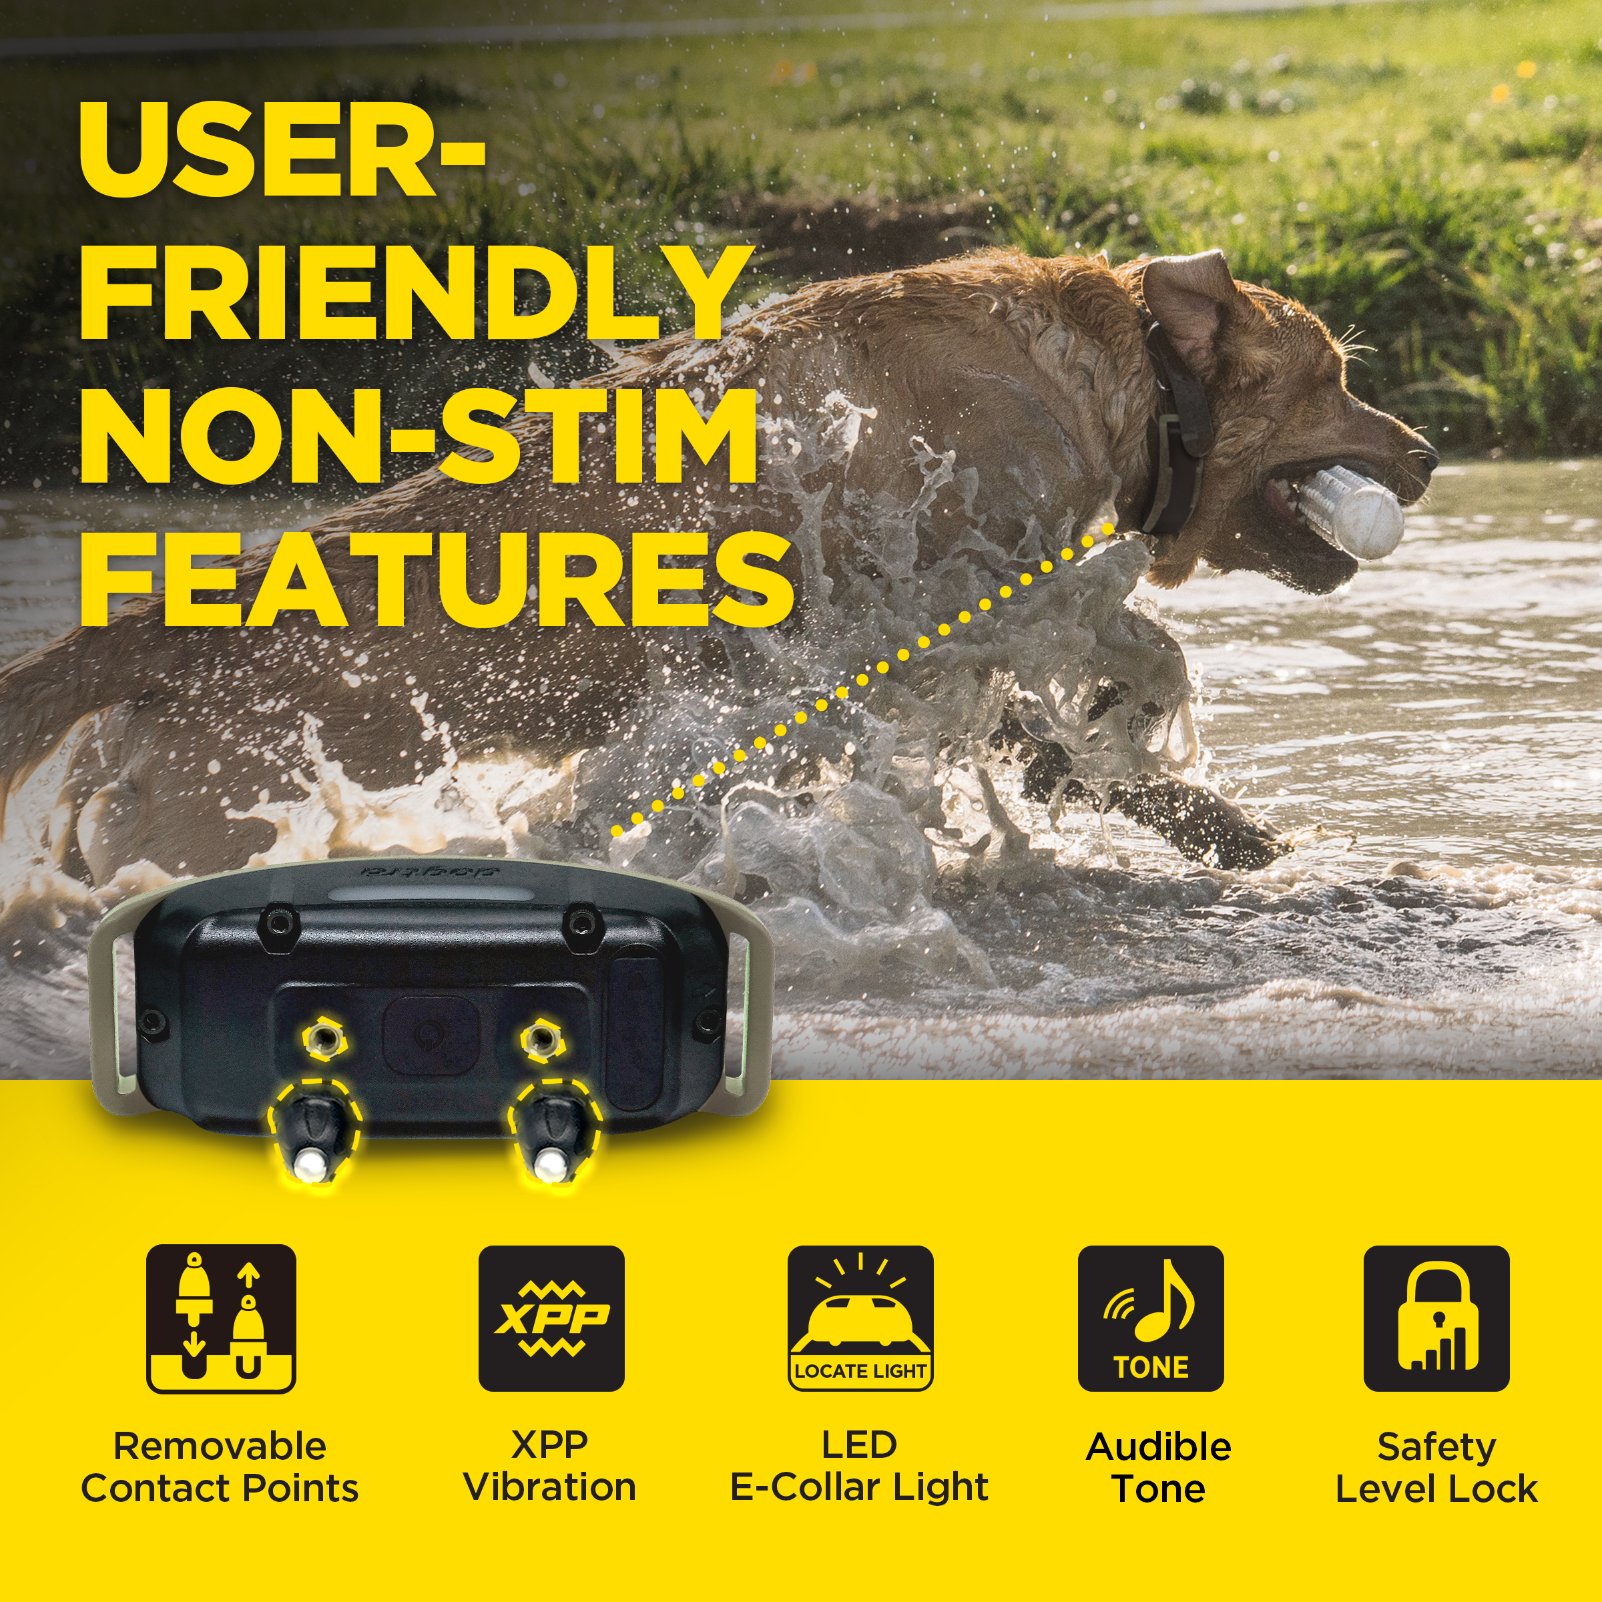 USER-
FRIENDLY
NON-STIM
FEATURES
dogtra
XPP
LOCATE LIGHT
TONE
Removable
Contact Points
XPP
Vibration
LED
E-Collar Light
Audible
Tone
Safety
Level Lock